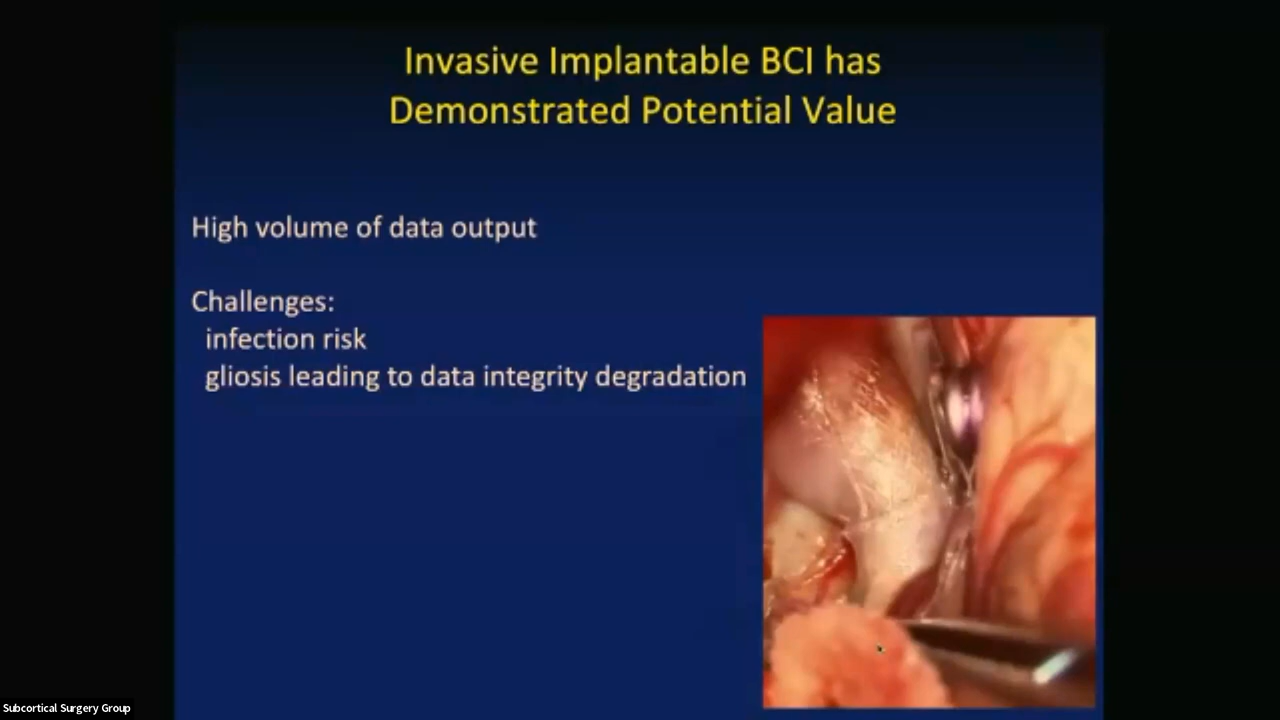 Invasive Implantable BCI has
Demonstrated Potential Value
High volume of data output
Challenges:
infection risk
gliosis leading to data integrity degradation
Subcortical Surgery Group